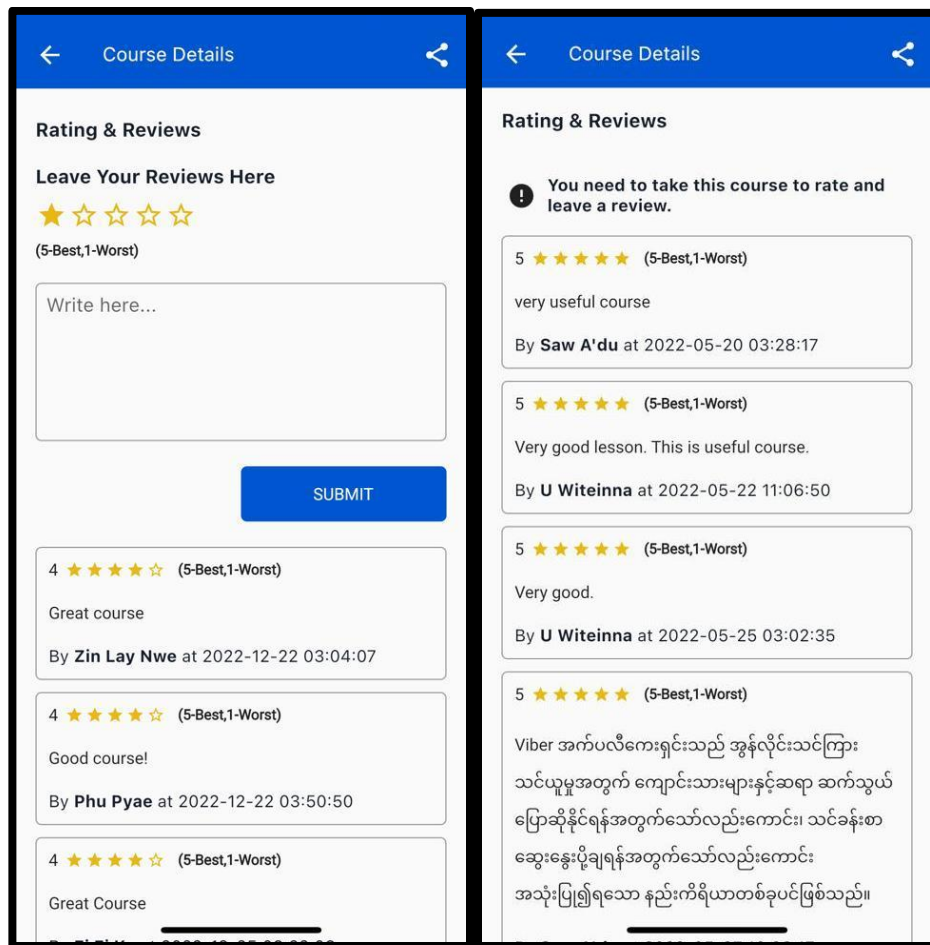 Course Details
Rating & Reviews
Leave Your Reviews Here
(5-Best,1-Worst)
Write here...
SUBMIT
4 (5-Best,1-Worst)
Great course
By Zin Lay Nwe at 2022-12-22 03:04:07
4 (5-Best,1-Worst)
Good course!
By Phu Pyae at 2022-12-22 03:50:50
4 (5-Best,1-Worst)
Great Course
Course Details
Rating & Reviews
You need to take this course to rate and
leave a review.
5 (5-Best,1-Worst)
very useful course
By Saw A'du at 2022-05-20 03:28:17
5 (5-Best,1-Worst)
Very good lesson. This is useful course.
By U Witeinna at 2022-05-22 11:06:50
5 (5-Best,1-Worst)
Very good.
By U Witeinna at 2022-05-25 03:02:35
5 (5-Best,1-Worst)
Viber အက်ပလီကေးရှင်းသည် အွန်လိုင်းသင်ကြား
သင်ယူမှုအတွက် ကျောင်းသားများနှင့်ဆရာ ဆက်သွယ်
ပြောဆိုနိုင်ရန်အတွက်သော်လည်းကောင်း၊ သင်ခန်းစာ
ဆွေးနွေးပို့ချရန်အတွက်သော်လည်းကောင်း
အသုံးပြု၍ရသော နည်းကိရိယာတစ်ခုပင်ဖြစ်သည်။